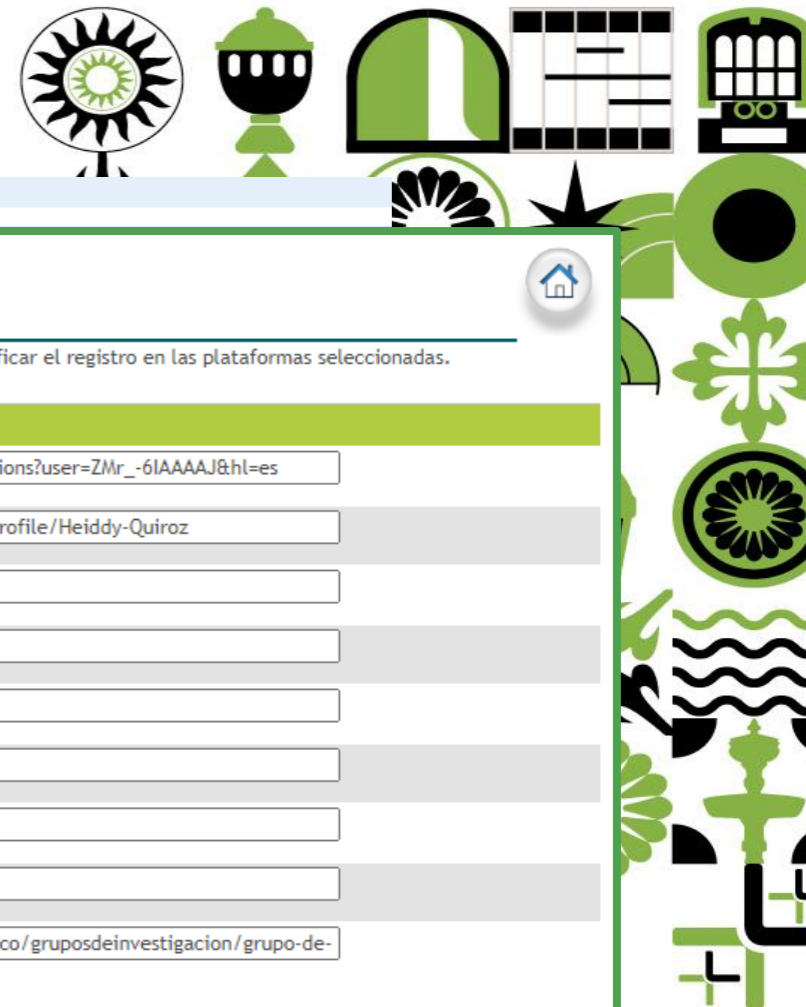 ficar el registro en las plataformas seleccionadas.
ions?user=ZMr_-6IAAAAJ&hl=es
rofile/Heiddy-Quiroz
co/gruposdeinvestigacion/grupo-de-